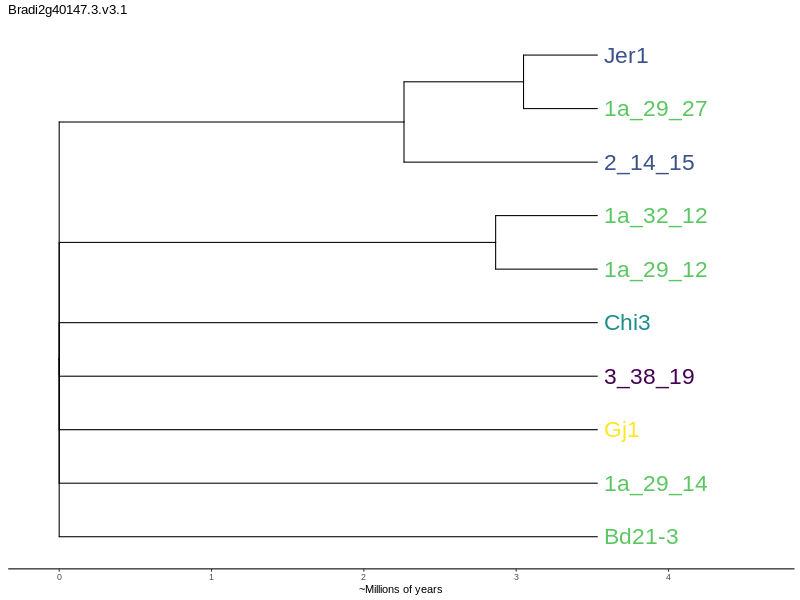 Bradi2g40147.3.v3.1
Jer1
1a_29_27
2_14_15
1a_32_12
1a_29_12
Chi3
3_38_19
Gj1
1a_29_14
Bd21-3
0 1 2 3 4
~Millions of years